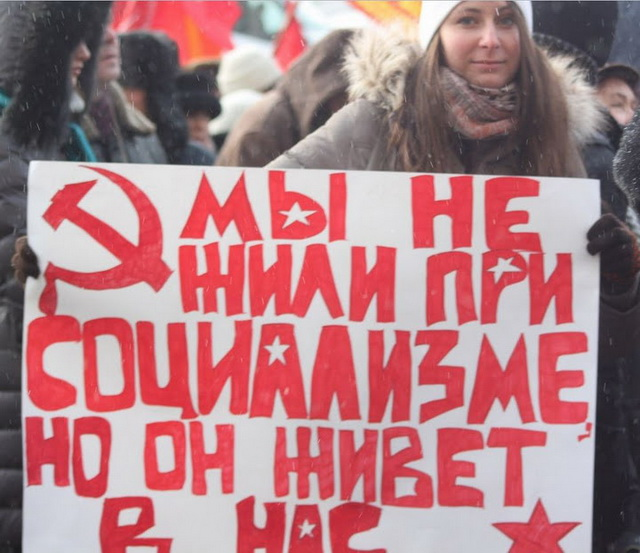 МЫ НЕ
ЖИЛИ ПРИ
СОЦИАЛИЗМЕ
НО ОН ЖИВЕТ
В НАС